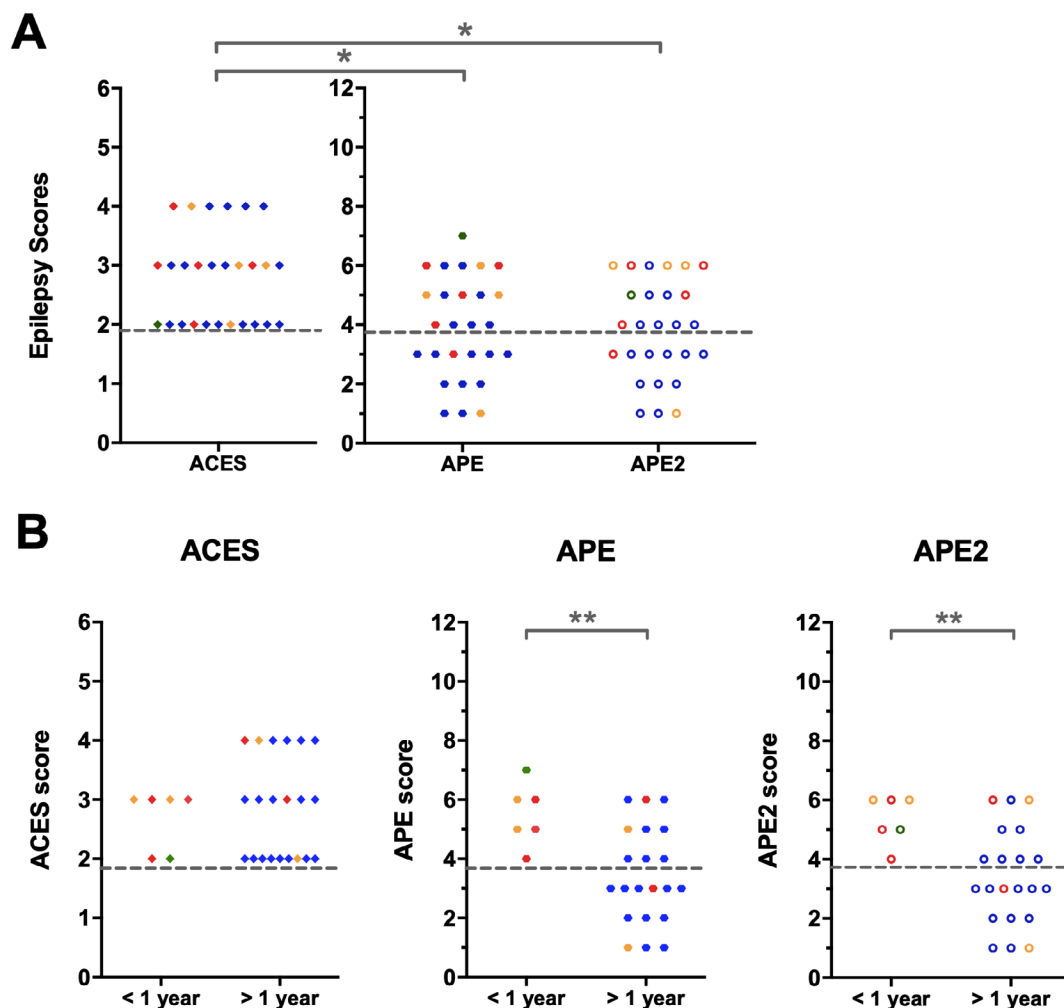 A
*
*
Epilepsy Scores
6
5
4
3
2
1
0
ACES
12
10
8
6
4
2
0
APE
APE2
B
ACES
APE
APE2
ACES score
6
5
4
3
2
1
0
< 1 year
> 1 year
**
APE score
12
10
8
6
4
2
0
< 1 year
> 1 year
**
APE2 score
12
10
8
6
4
2
0
< 1 year
> 1 year